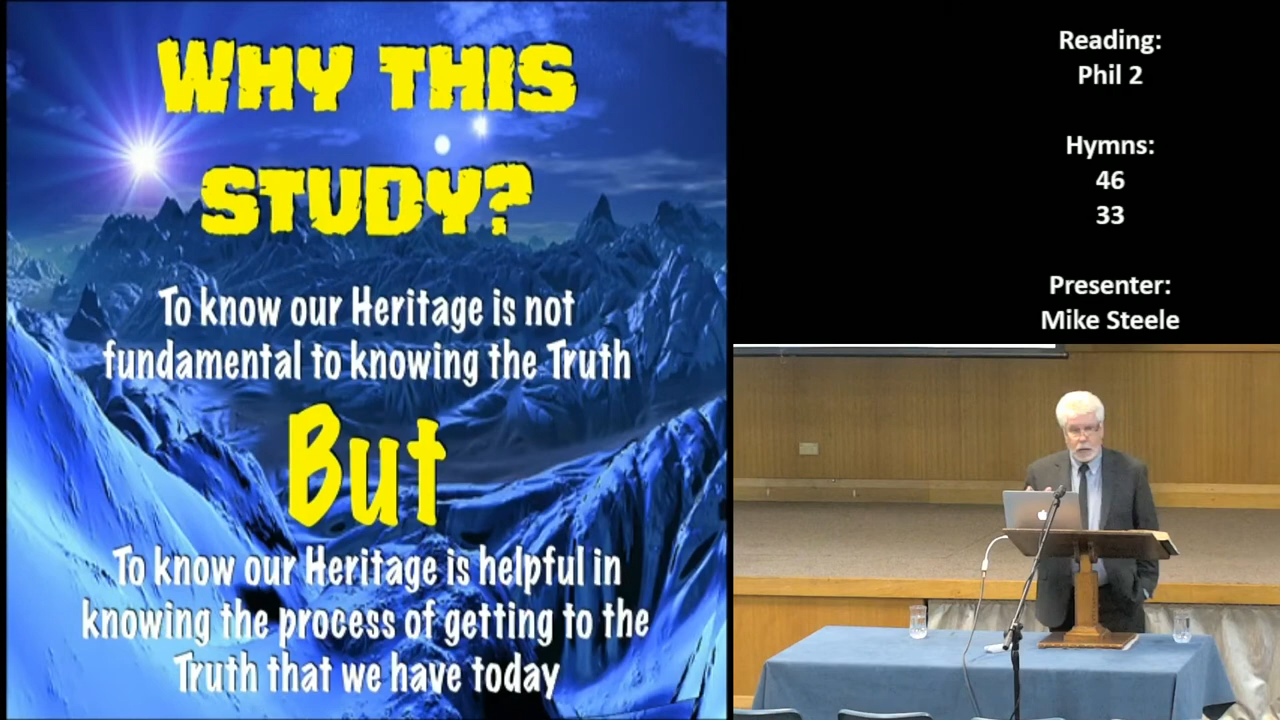 WHY THIS
STUDY?
To know our Heritage is not
fundamental to knowing the Truth
But
To know our Heritage is helpful in
knowing the process of getting to the
Truth that we have today
Reading:
Phil 2
Hymns:
46
33
Presenter:
Mike Steele